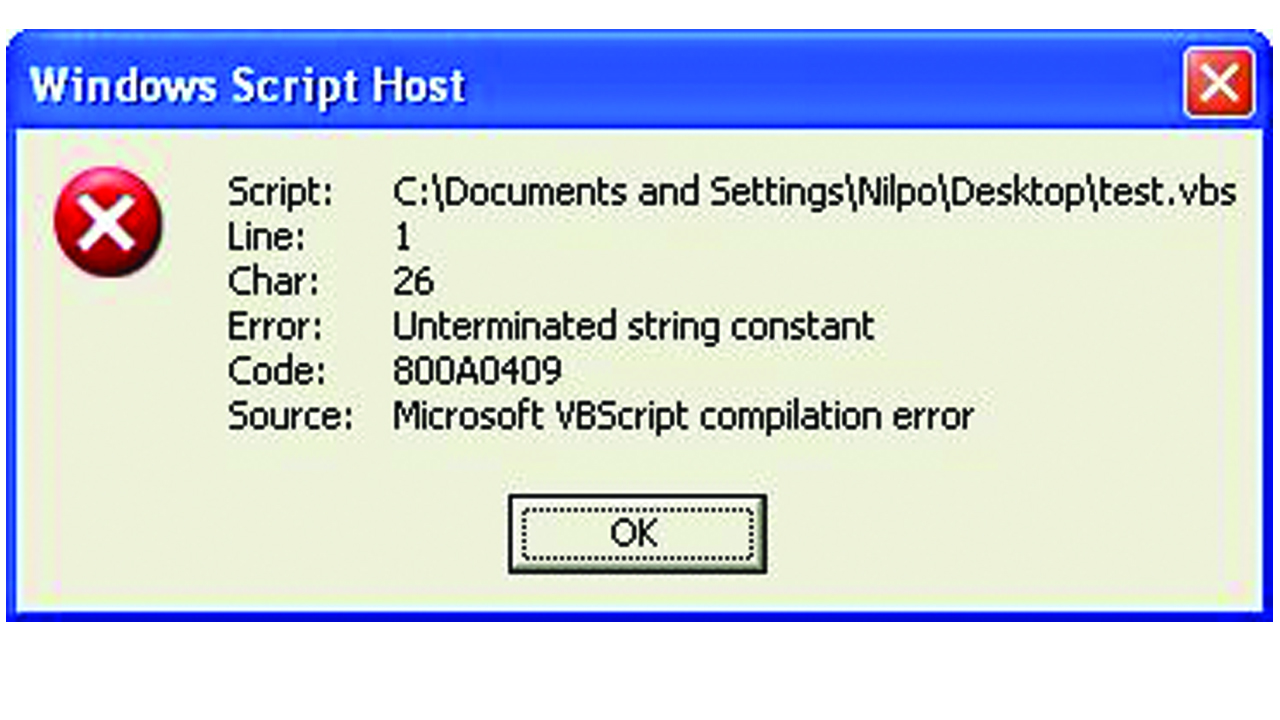 Windows Script Host
Script: C:\Documents and Settings\Nilpo\Desktop\test.vbs
Line: 1
Char: 26
Error: Unterminated string constant
Code: 800A0409
Source: Microsoft VBScript compilation error
OK